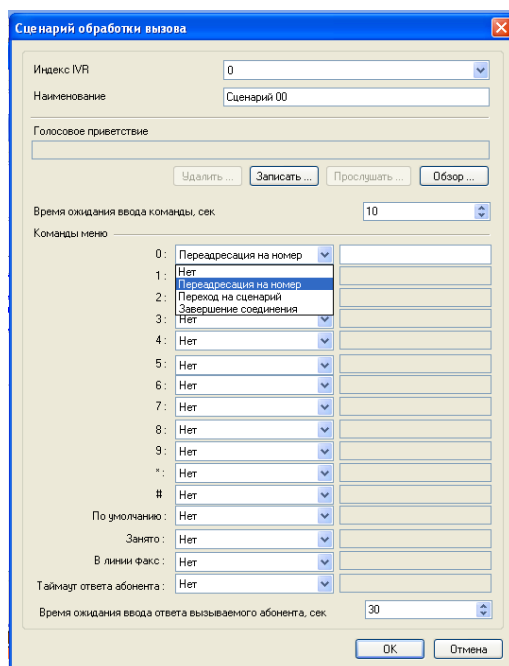 Сценарий обработки вызова
Индекс IVR 0
Наименование Сценарий 00
Голосовое приветствие
Удалить ... Записать ... Прослушать ... Обзор ...
Время ожидания ввода команды, сек 10
Команды меню
0 : Переадресация на номер
1 : Нет
Переадресация на номер
2 : Переход на сценарий
Завершение соединения
3 : Нет
4 : Нет
5 : Нет
6 : Нет
7 : Нет
8 : Нет
9 : Нет
* : Нет
# Нет
По умолчанию : Нет
Занято : Нет
В линии факс : Нет
Таймаут ответа абонента : Нет
Время ожидания ввода ответа вызываемого абонента, сек 30
OK Отмена